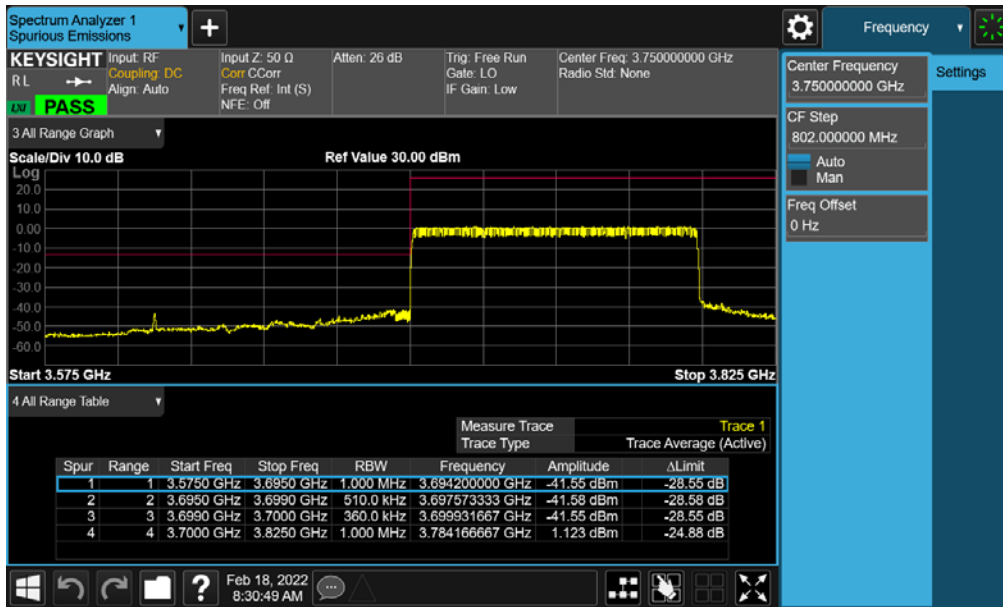 Spectrum Analyzer 1
Spurious Emissions
+
Frequency
KEYSIGHT Input: RF Input Z: 50 Ω Atten: 26 dB Trig: Free Run Center Freq: 3.750000000 GHz
RL Coupling: DC Corr CCorr Gate: LO Radio Std: None
Align: Auto Freq Ref: Int (S) IF Gain: Low
LXI PASS NFE: Off
Center Frequency
3.750000000 GHz
Settings
CF Step
802.000000 MHz
Auto
Man
Freq Offset
0 Hz
3 All Range Graph
Scale/Div 10.0 dB Ref Value 30.00 dBm
Log
20.0
10.0
0.00
-10.0
-20.0
-30.0
-40.0
-50.0
-60.0
Start 3.575 GHz Stop 3.825 GHz
4 All Range Table
Measure Trace Trace 1
Trace Type Trace Average (Active)
Spur Range Start Freq Stop Freq RBW Frequency Amplitude ΔLimit
1 1 3.5750 GHz 3.6950 GHz 1.000 MHz 3.694200000 GHz -41.55 dBm -28.55 dB
2 2 3.6950 GHz 3.6990 GHz 510.0 kHz 3.697573333 GHz -41.58 dBm -28.58 dB
3 3 3.6990 GHz 3.7000 GHz 360.0 kHz 3.699931667 GHz -41.55 dBm -28.55 dB
4 4 3.7000 GHz 3.8250 GHz 1.000 MHz 3.784166667 GHz 1.123 dBm -24.88 dB
? Feb 18, 2022
8:30:49 AM